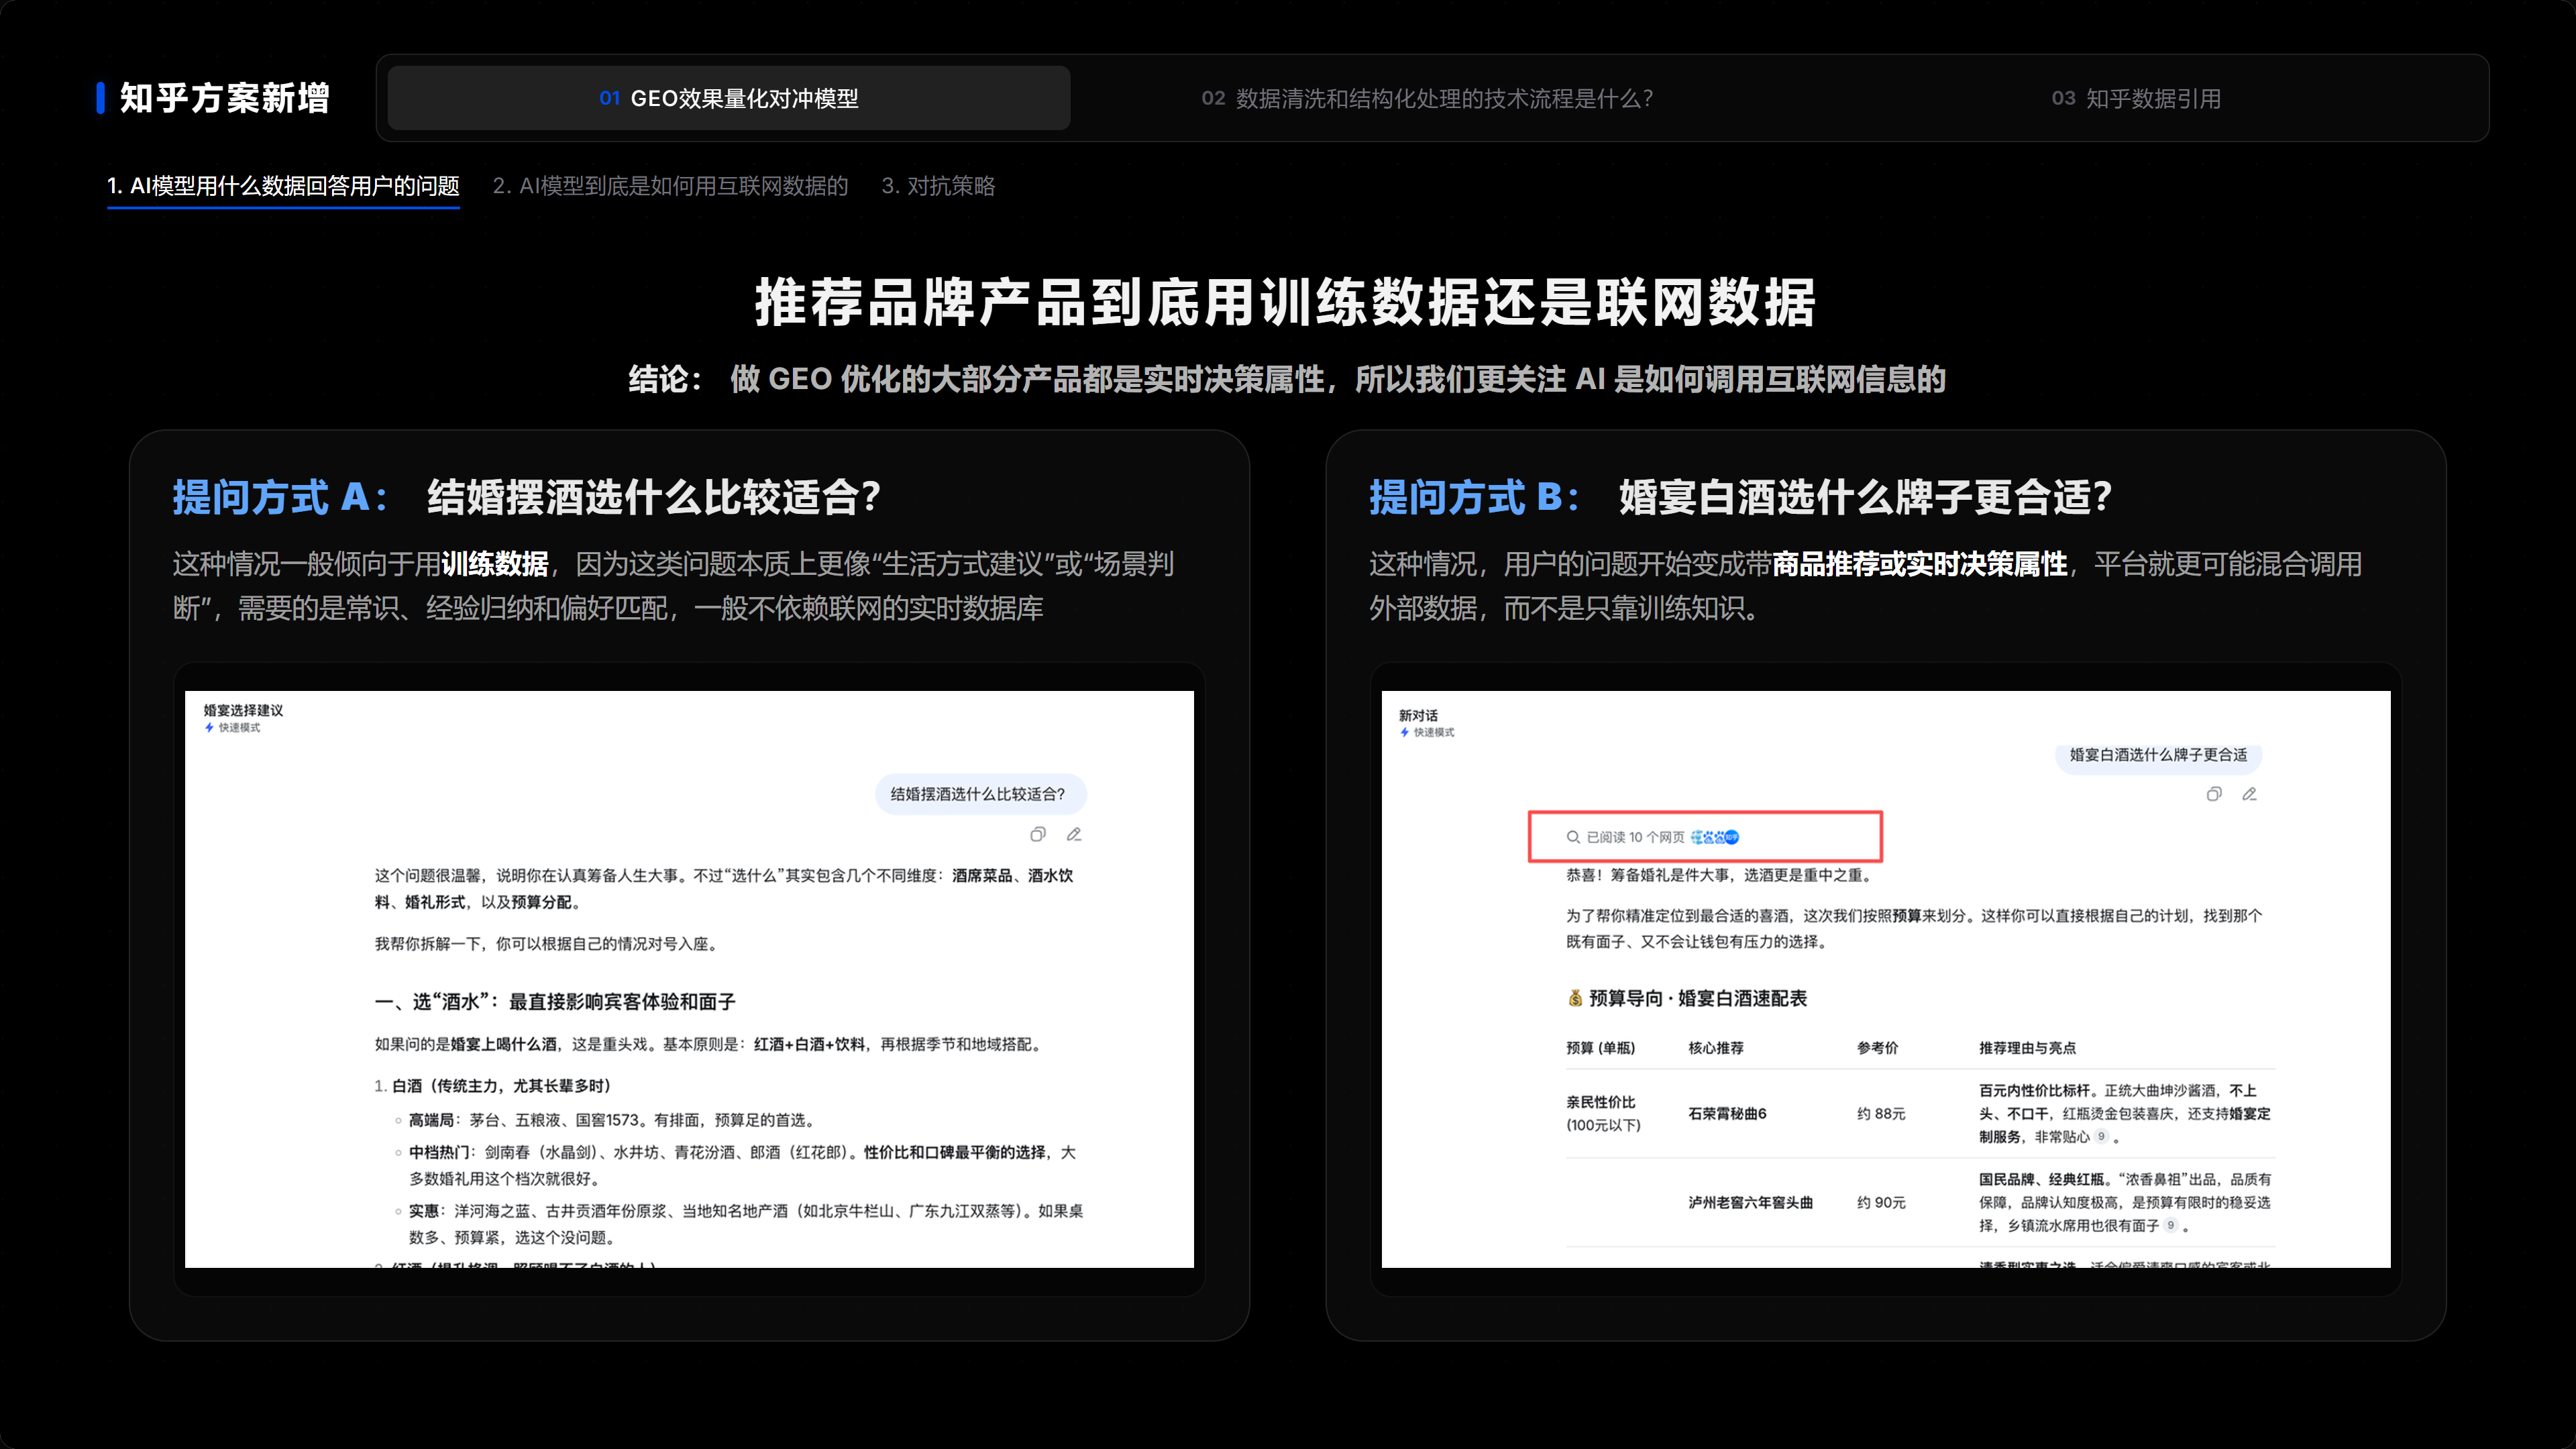 知乎方案新增
01 GEO效果量化对冲模型
02 数据清洗和结构化处理的技术流程是什么?
03 知乎数据引用
1. AI模型用什么数据回答用户的问题
2. AI模型到底是如何用互联网数据的
3. 对抗策略
推荐品牌产品到底用训练数据还是联网数据
结论： 做 GEO 优化的大部分产品都是实时决策属性，所以我们更关注 AI 是如何调用互联网信息的
提问方式 A： 结婚摆酒选什么比较适合?
这种情况一般倾向于用训练数据，因为这类问题本质上更像“生活方式建议”或“场景判
断”，需要的是常识、经验归纳和偏好匹配，一般不依赖联网的实时数据库
婚宴选择建议
快速模式
结婚摆酒选什么比较适合?
这个问题很温馨，说明你在认真筹备人生大事。不过“选什么”其实包含几个不同维度：酒席菜品、酒水饮
料、婚礼形式，以及预算分配。
我帮你拆解一下，你可以根据自己的情况对号入座。
一、选“酒水”：最直接影响宾客体验和面子
如果问的是婚宴上喝什么酒，这是重头戏。基本原则是：红酒+白酒+饮料，再根据季节和地域搭配。
1. 白酒（传统主力，尤其长辈多时）
高端局：茅台、五粮液、国窖1573。有排面，预算足的首选。
中档热门：剑南春（水晶剑）、水井坊、青花汾酒、郎酒（红花郎）。性价比和口碑最平衡的选择，大
多数婚礼用这个档次就很好。
实惠：洋河海之蓝、古井贡酒年份原浆、当地知名地产酒（如北京牛栏山、广东九江双蒸等）。如果桌
数多、预算紧，选这个没问题。
提问方式 B： 婚宴白酒选什么牌子更合适?
这种情况，用户的问题开始变成带商品推荐或实时决策属性，平台就更可能混合调用
外部数据，而不是只靠训练知识。
新对话
快速模式
婚宴白酒选什么牌子更合适
已阅读 10 个网页 知乎
恭喜！筹备婚礼是件大事，选酒更是重中之重。
为了帮你精准定位到最合适的喜酒，这次我们按照预算来划分。这样你可以直接根据自己的计划，找到那个
既有面子、又不会让钱包有压力的选择。
预算导向 · 婚宴白酒速配表
预算 (单瓶) 核心推荐 参考价 推荐理由与亮点
亲民性价比
(100元以下)
石荣霄秘曲6
约 88元
百元内性价比标杆。正统大曲坤沙酱酒，不上
头、不口干，红瓶烫金包装喜庆，还支持婚宴定
制服务，非常贴心 9 。
泸州老窖六年窖头曲
约 90元
国民品牌、经典红瓶。“浓香鼻祖”出品，品质有
保障，品牌认知度极高，是预算有限时的稳妥选
择，乡镇流水席用也很有面子 9 。